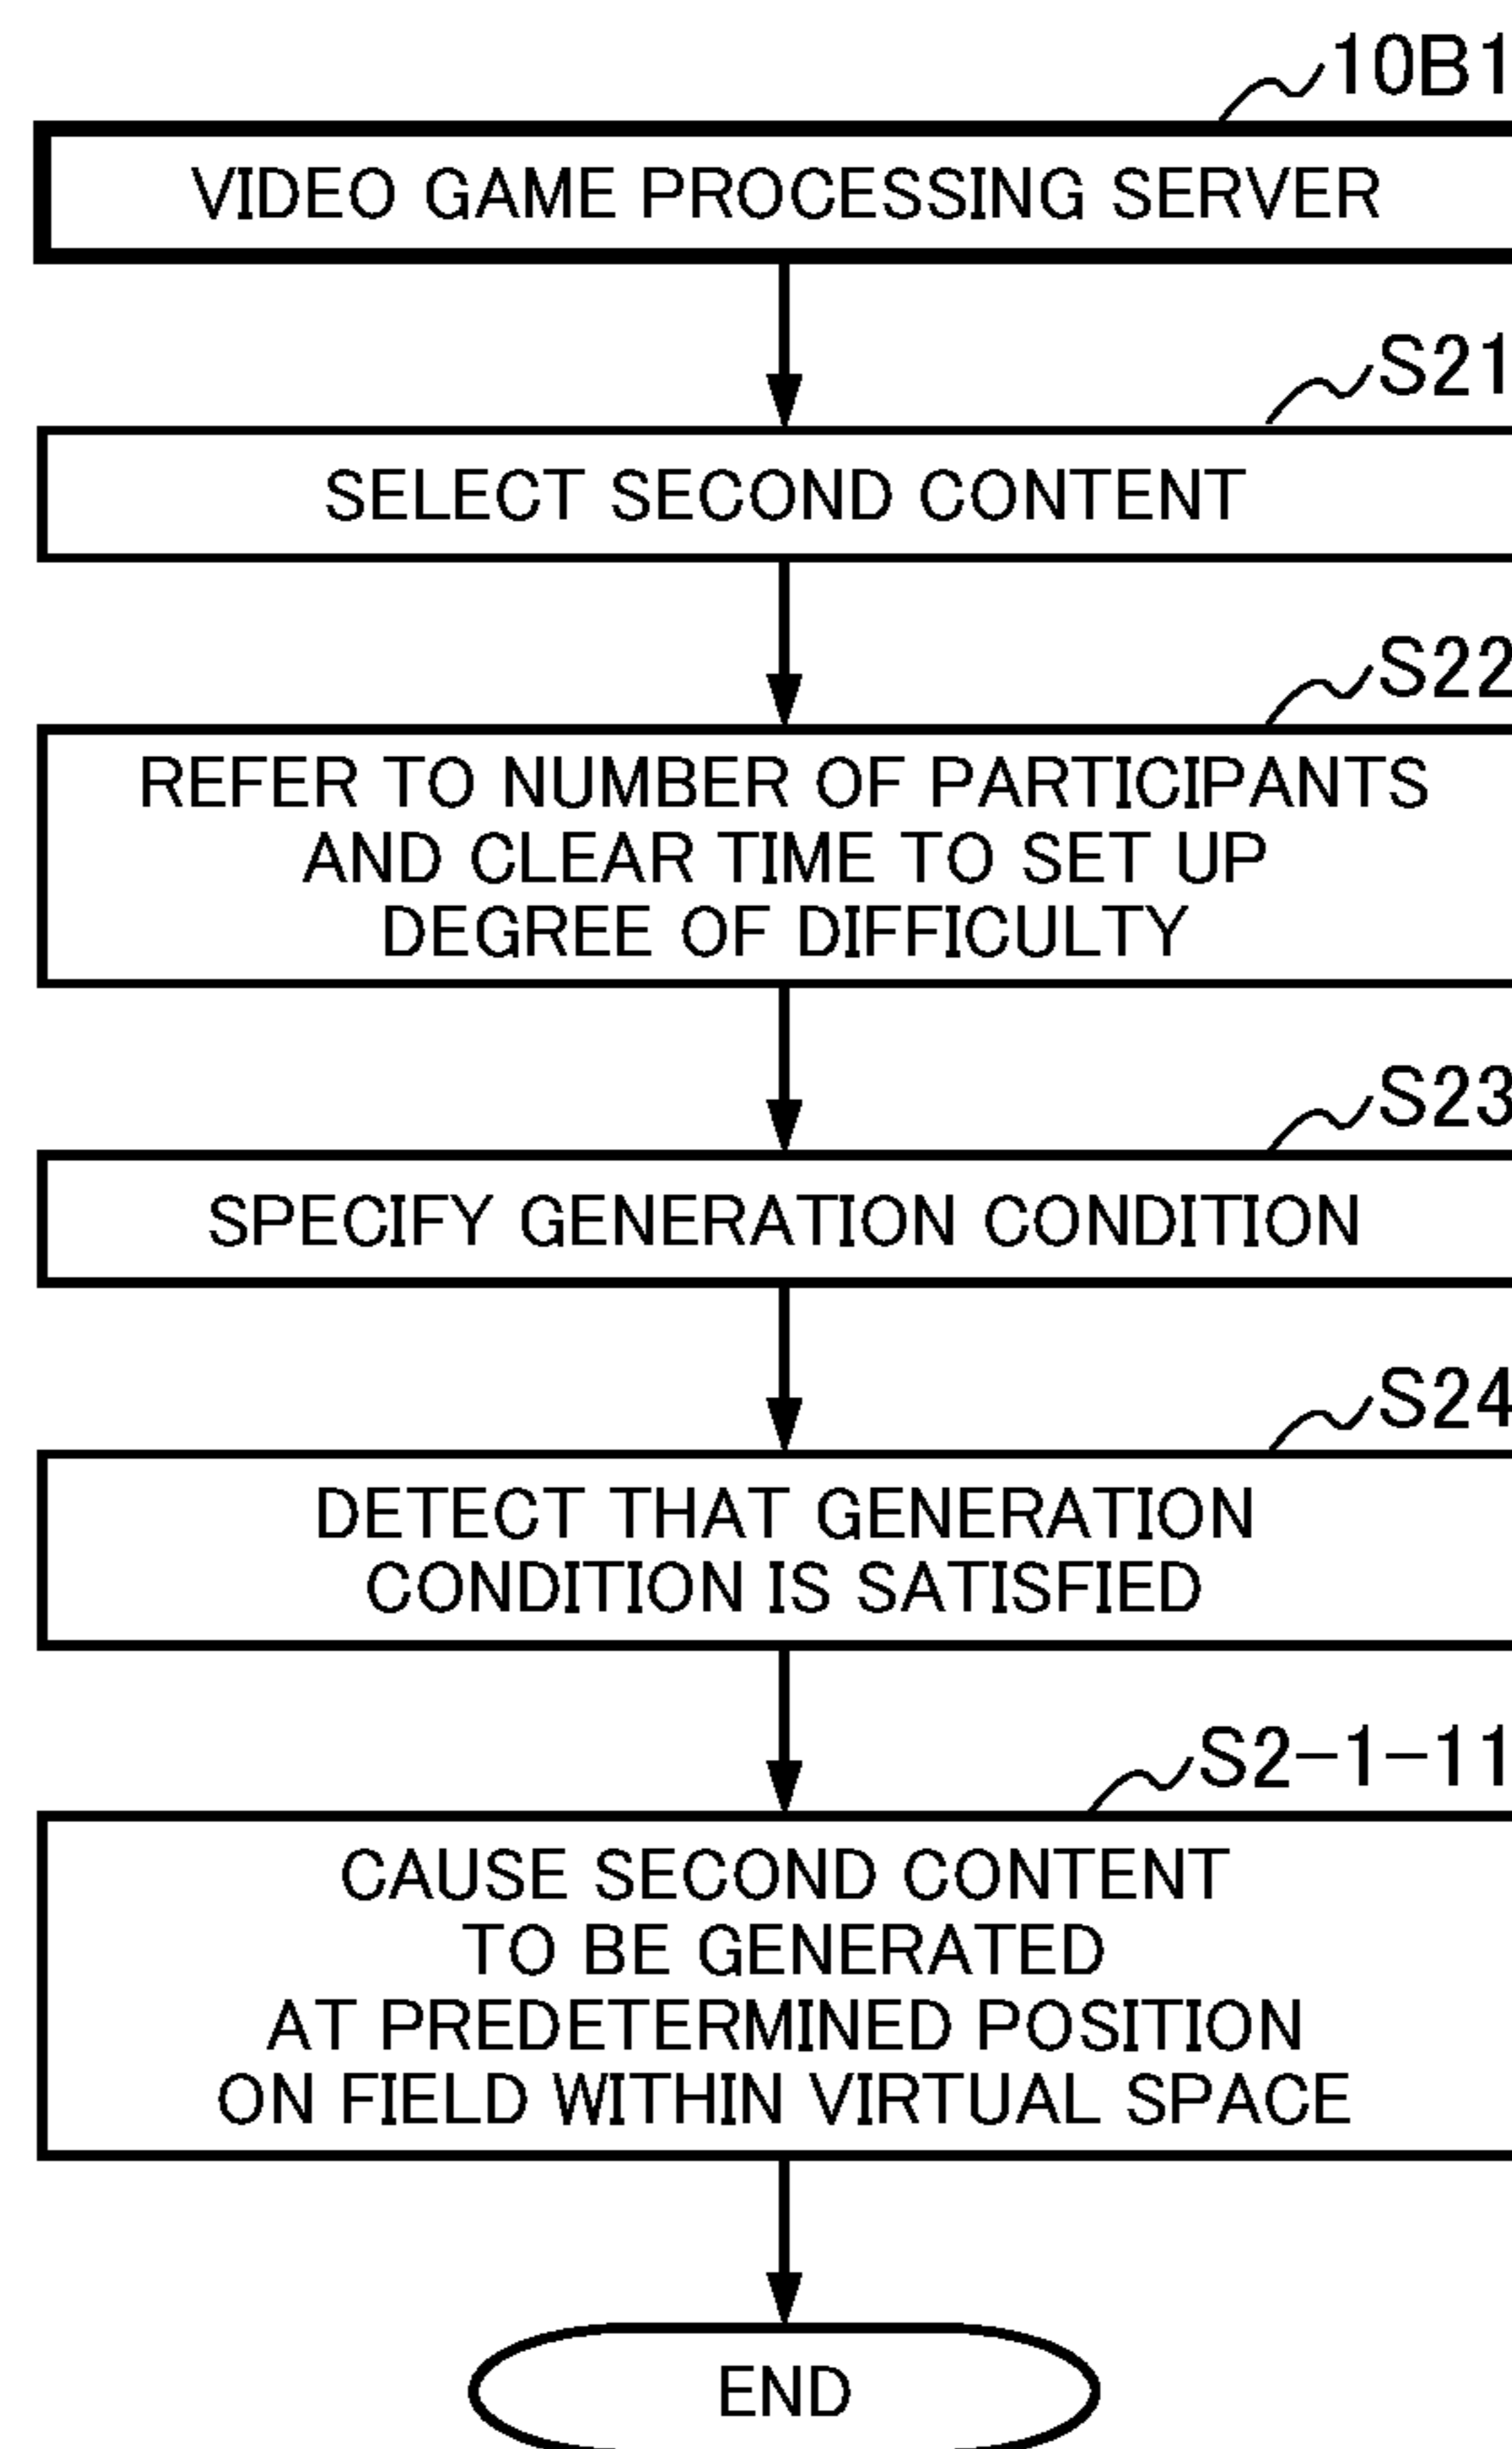 10B1
VIDEO GAME PROCESSING SERVER
S21
SELECT SECOND CONTENT
S22
REFER TO NUMBER OF PARTICIPANTS
AND CLEAR TIME TO SET UP
DEGREE OF DIFFICULTY
S23
SPECIFY GENERATION CONDITION
S24
DETECT THAT GENERATION
CONDITION IS SATISFIED
S2-1-11
CAUSE SECOND CONTENT
TO BE GENERATED
AT PREDETERMINED POSITION
ON FIELD WITHIN VIRTUAL SPACE
END